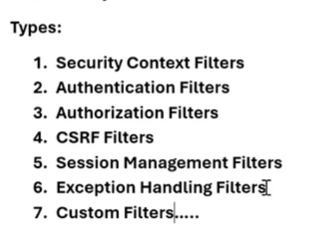 Types:
1. Security Context Filters
2. Authentication Filters
3. Authorization Filters
4. CSRF Filters
5. Session Management Filters
6. Exception Handling Filters
7. Custom Filters.....